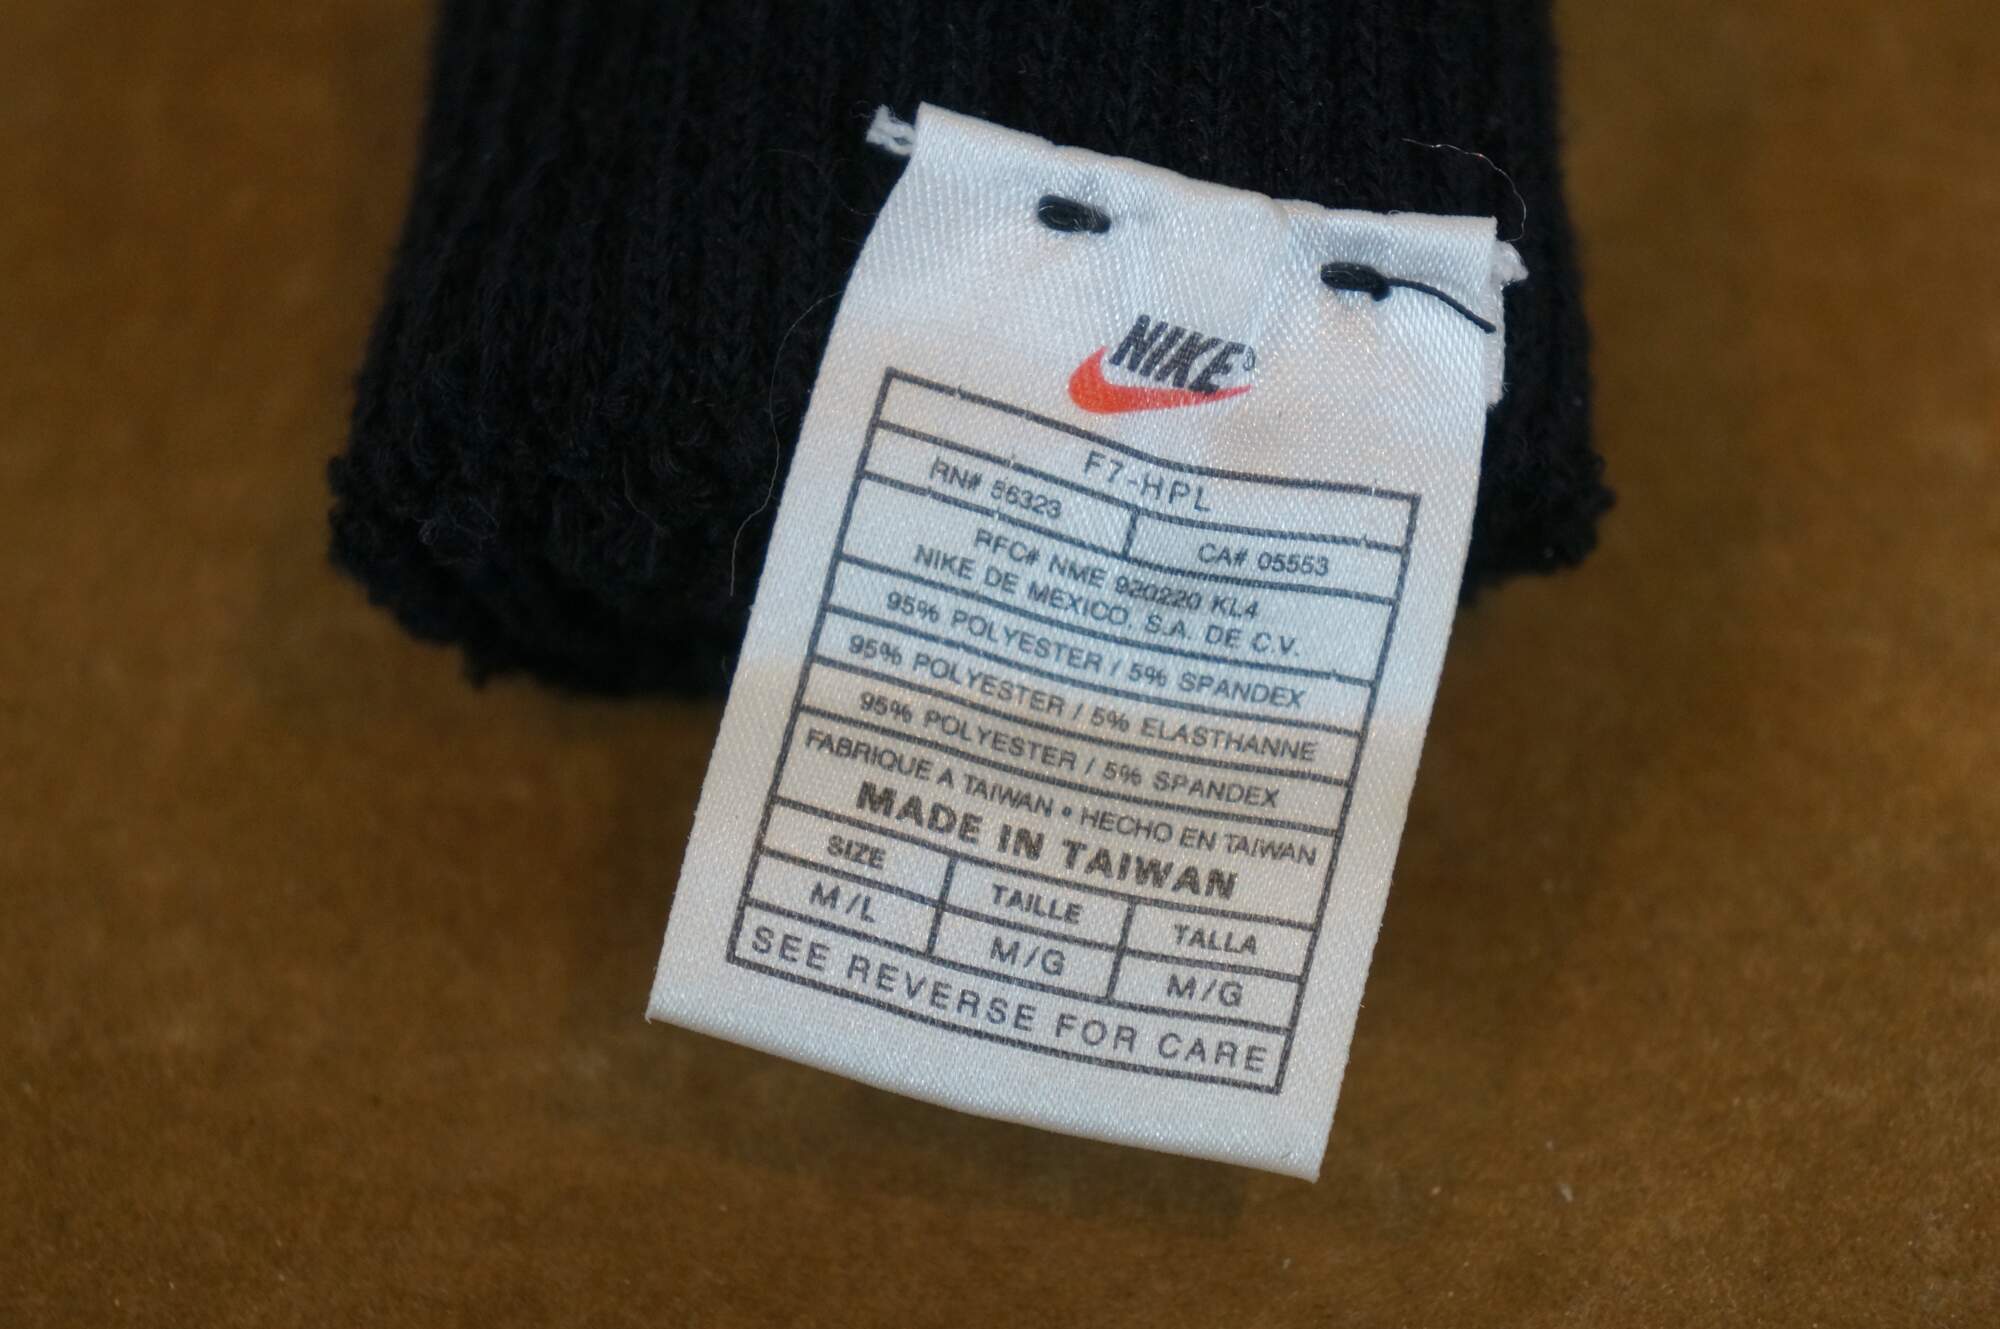 NIKE®
F7-HPL
RN# 56323
CA# 05553
RFC# NME 920220 KL4
NIKE DE MEXICO, S.A. DE C.V.
95% POLYESTER / 5% SPANDEX
95% POLYESTER / 5% ELASTHANNE
95% POLYESTER / 5% SPANDEX
FABRIQUE A TAIWAN • HECHO EN TAIWAN
MADE IN TAIWAN
SIZE TAILLE TALLA
M/L M/G M/G
SEE REVERSE FOR CARE